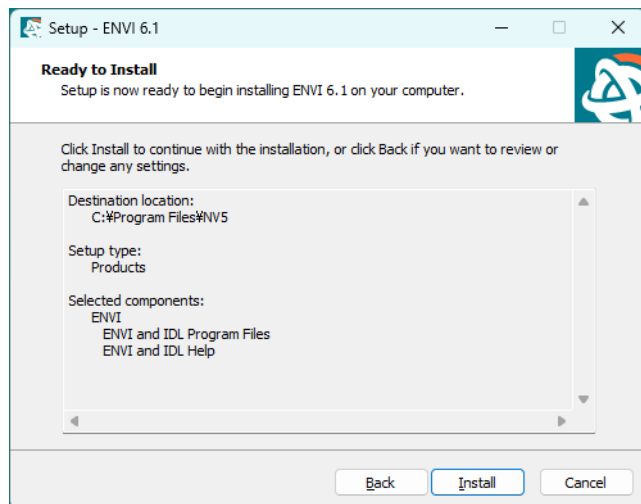 Setup - ENVI 6.1
Ready to Install
Setup is now ready to begin installing ENVI 6.1 on your computer.
Click Install to continue with the installation, or click Back if you want to review or
change any settings.
Destination location:
C:¥Program Files¥NV5
Setup type:
Products
Selected components:
ENVI
ENVI and IDL Program Files
ENVI and IDL Help
Back
Install
Cancel